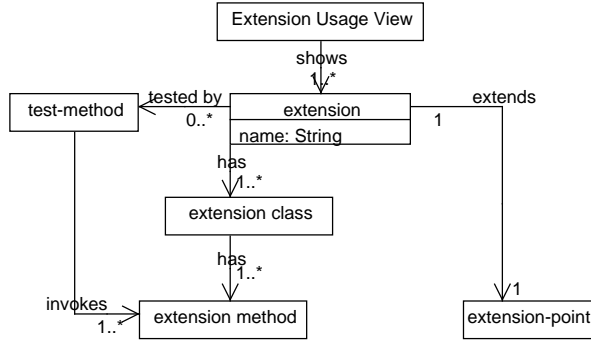 Extension Usage View
shows
1..*
test-method
tested by
0..*
extension
name: String
extends
1
has
1..*
extension class
has
1..*
invokes
1..*
extension method
1
extension-point